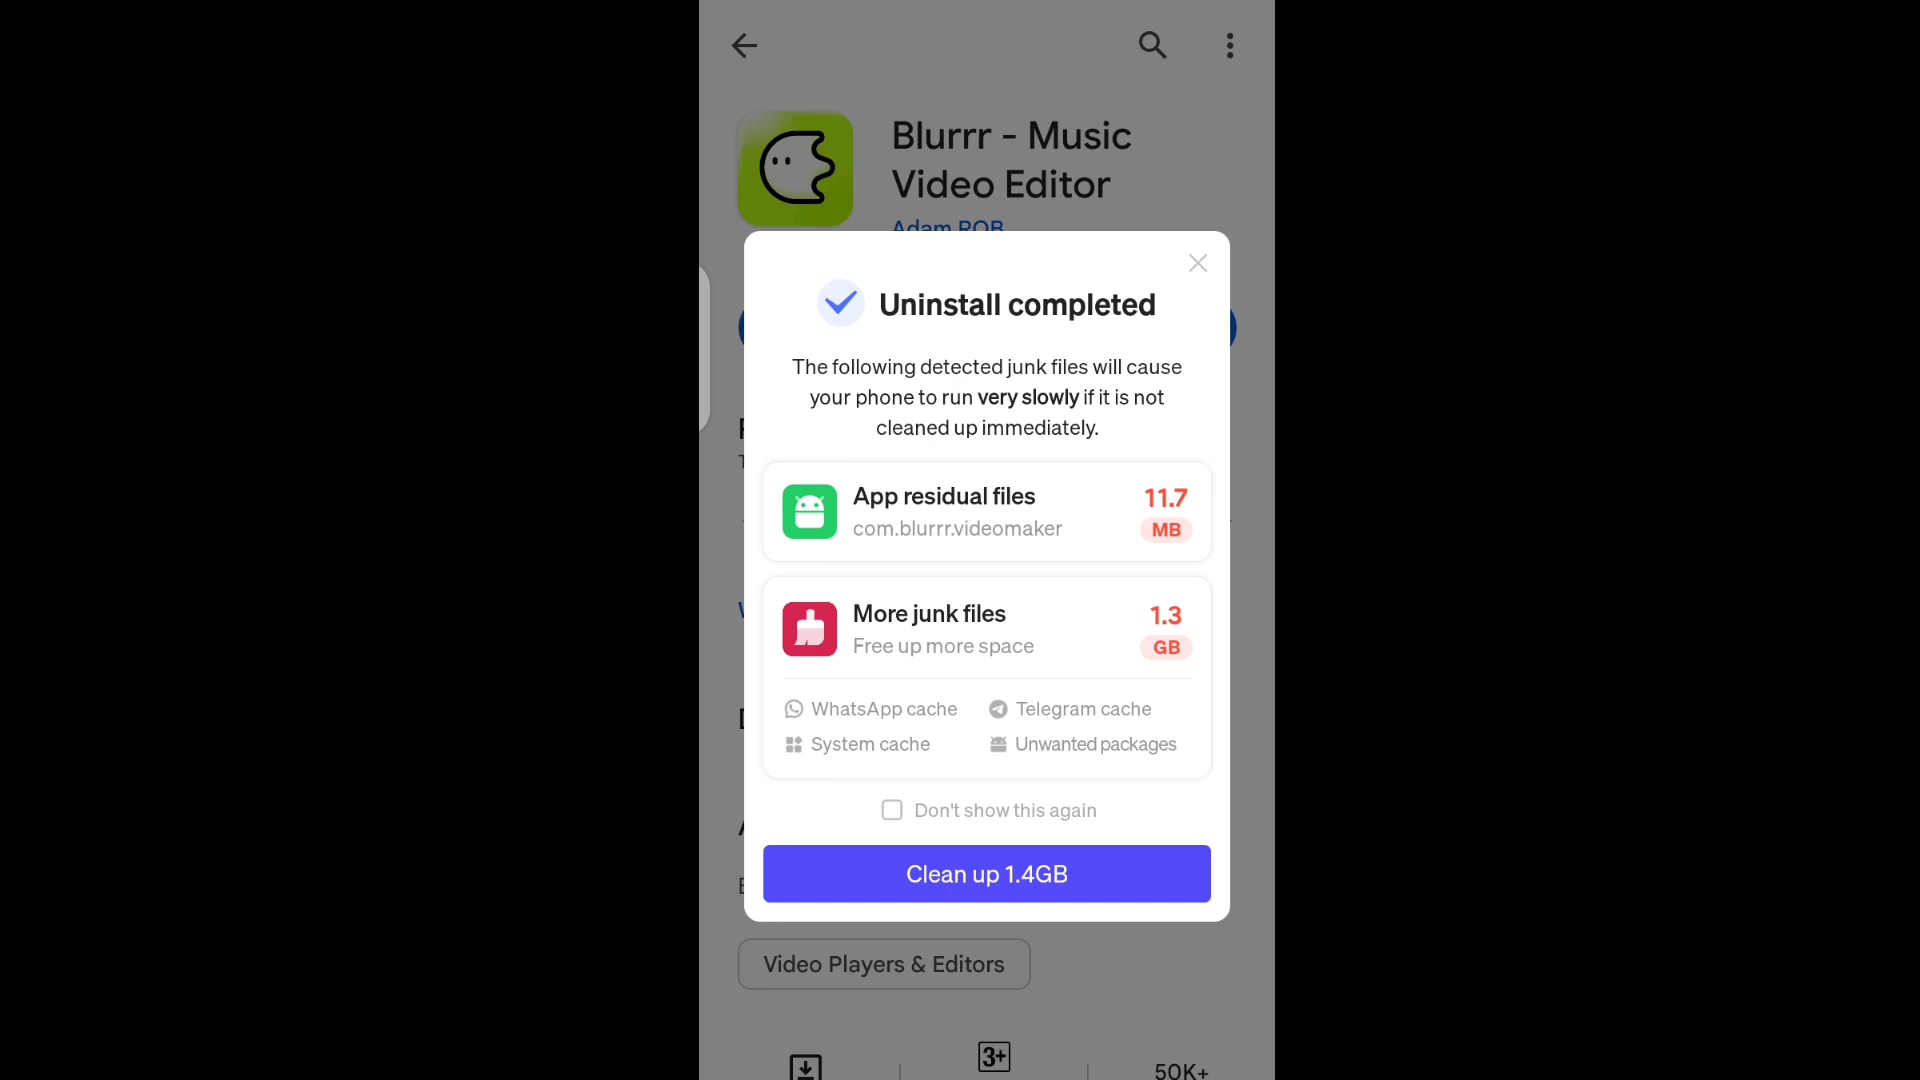 Blurrr - Music
Video Editor
Adam ROB
Uninstall completed
The following detected junk files will cause
your phone to run very slowly if it is not
cleaned up immediately.
App residual files
com.blurrr.videomaker
11.7
MB
More junk files
Free up more space
1.3
GB
WhatsApp cache
Telegram cache
System cache
Unwanted packages
Don't show this again
Clean up 1.4GB
Video Players & Editors
3+
50K+